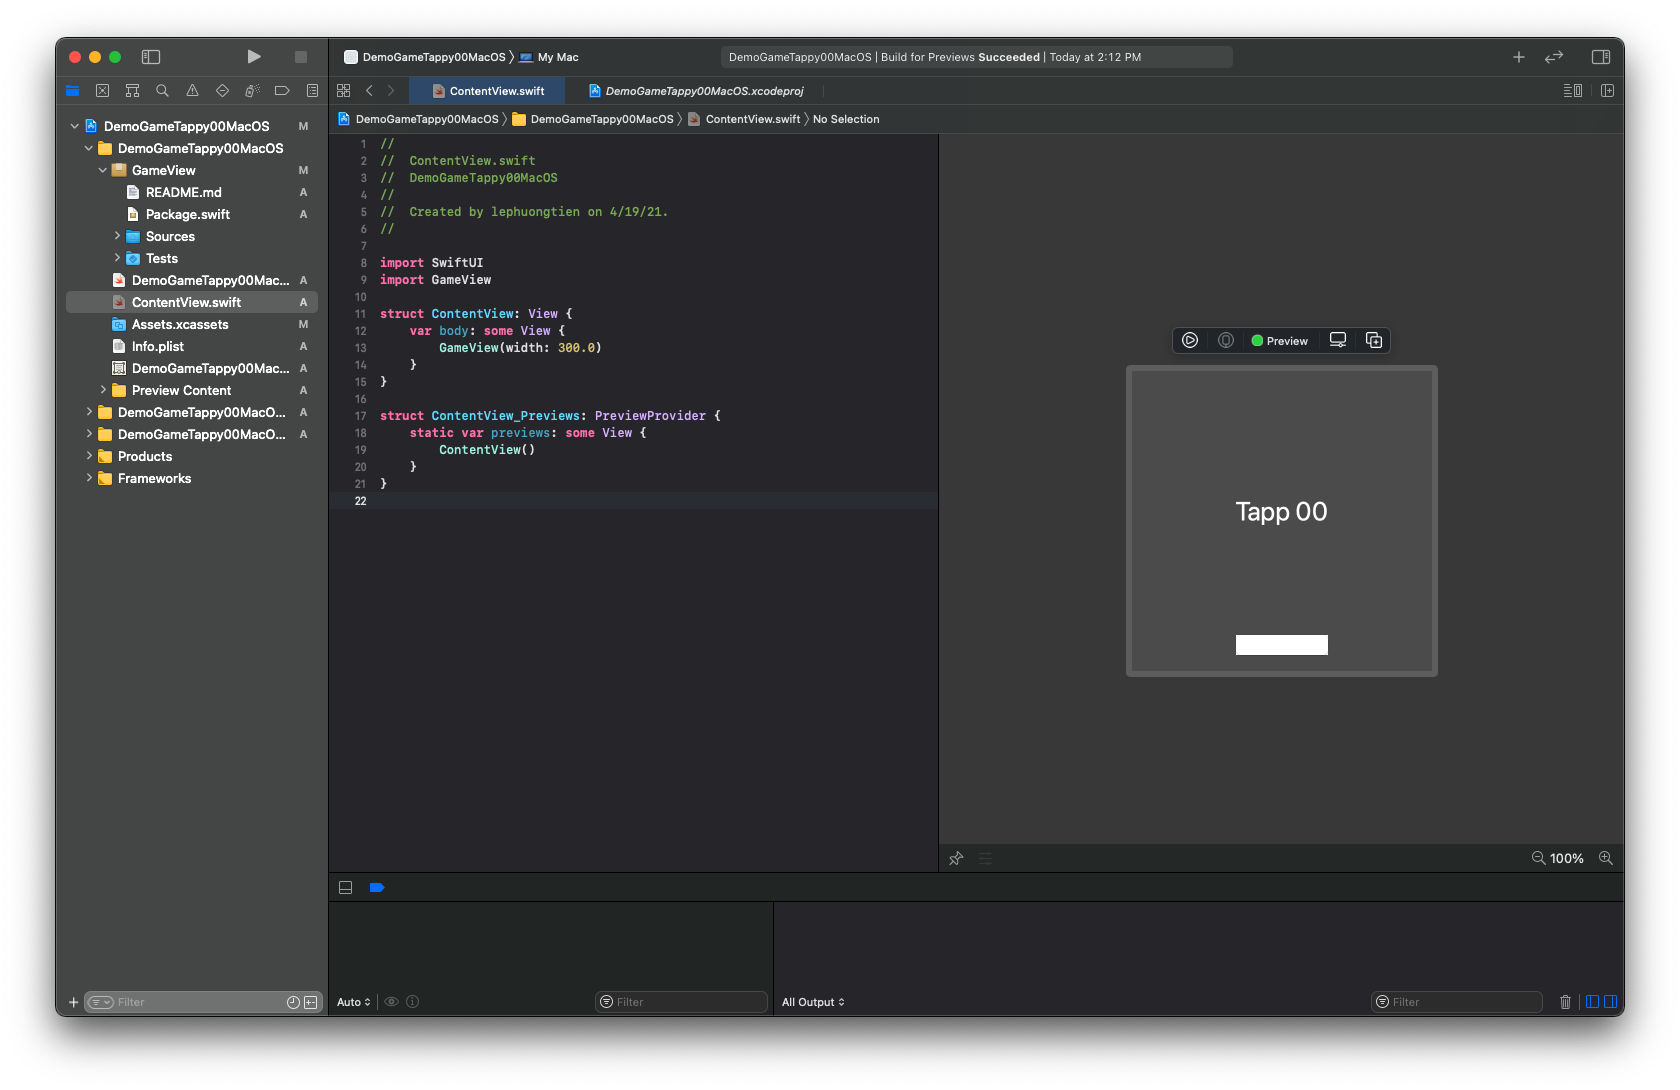 DemoGameTappy00MacOS 〉 My Mac
DemoGameTappy00MacOS | Build for Previews Succeeded | Today at 2:12 PM
ContentView.swift
DemoGameTappy00MacOS.xcodeproj
DemoGameTappy00MacOS 〉 DemoGameTappy00MacOS 〉 ContentView.swift 〉 No Selection
DemoGameTappy00MacOS M
DemoGameTappy00MacOS
GameView M
README.md A
Package.swift A
Sources
Tests
DemoGameTappy00Mac... A
ContentView.swift A
Assets.xcassets M
Info.plist A
DemoGameTappy00Mac... A
Preview Content A
DemoGameTappy00MacO... A
DemoGameTappy00MacO... A
Products
Frameworks
Filter
1 //
2 //  ContentView.swift
3 //  DemoGameTappy00MacOS
4 //
5 //  Created by lephuongtien on 4/19/21.
6 //
7
8 import SwiftUI
9 import GameView
10
11 struct ContentView: View {
12     var body: some View {
13         GameView(width: 300.0)
14     }
15 }
16
17 struct ContentView_Previews: PreviewProvider {
18     static var previews: some View {
19         ContentView()
20     }
21 }
22
Preview
Tapp 00
100%
Auto
Filter
All Output
Filter